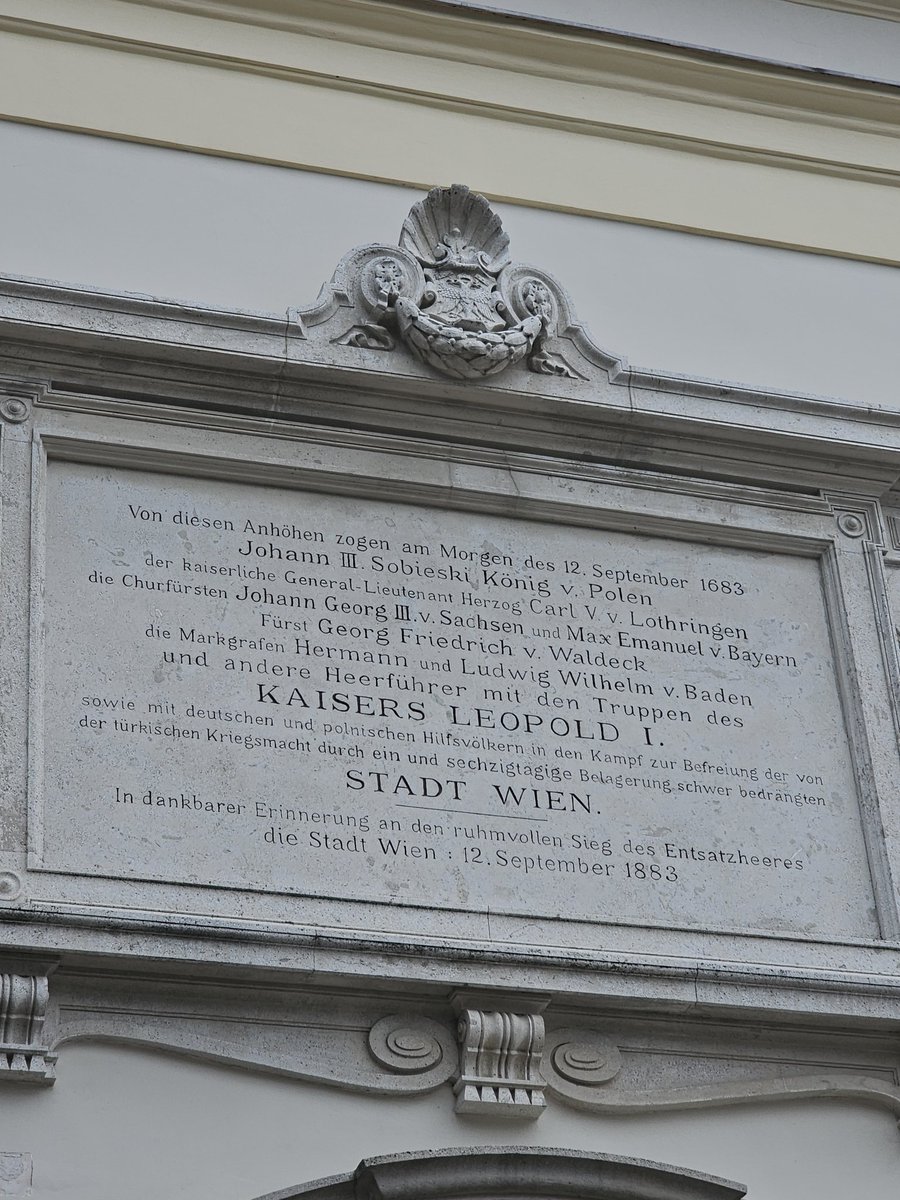 Von diesen Anhöhen zogen am Morgen des 12. September 1683
Johann III. Sobieski, König v. Polen
der kaiserliche General-Lieutenant Herzog Carl V. v. Lothringen
die Churfürsten Johann Georg III. v. Sachsen und Max Emanuel v. Bayern
Fürst Georg Friedrich v. Waldeck
die Markgrafen Hermann und Ludwig Wilhelm v. Baden
und andere Heerführer mit den Truppen des
KAISERS LEOPOLD I.
sowie mit deutschen und polnischen Hilfsvölkern in den Kampf zur Befreiung der von
der türkischen Kriegsmacht durch ein und sechzigtägige Belagerung schwer bedrängten
STADT WIEN.
In dankbarer Erinnerung an den ruhmvollen Sieg des Entsatzheeres
die Stadt Wien : 12. September 1883.